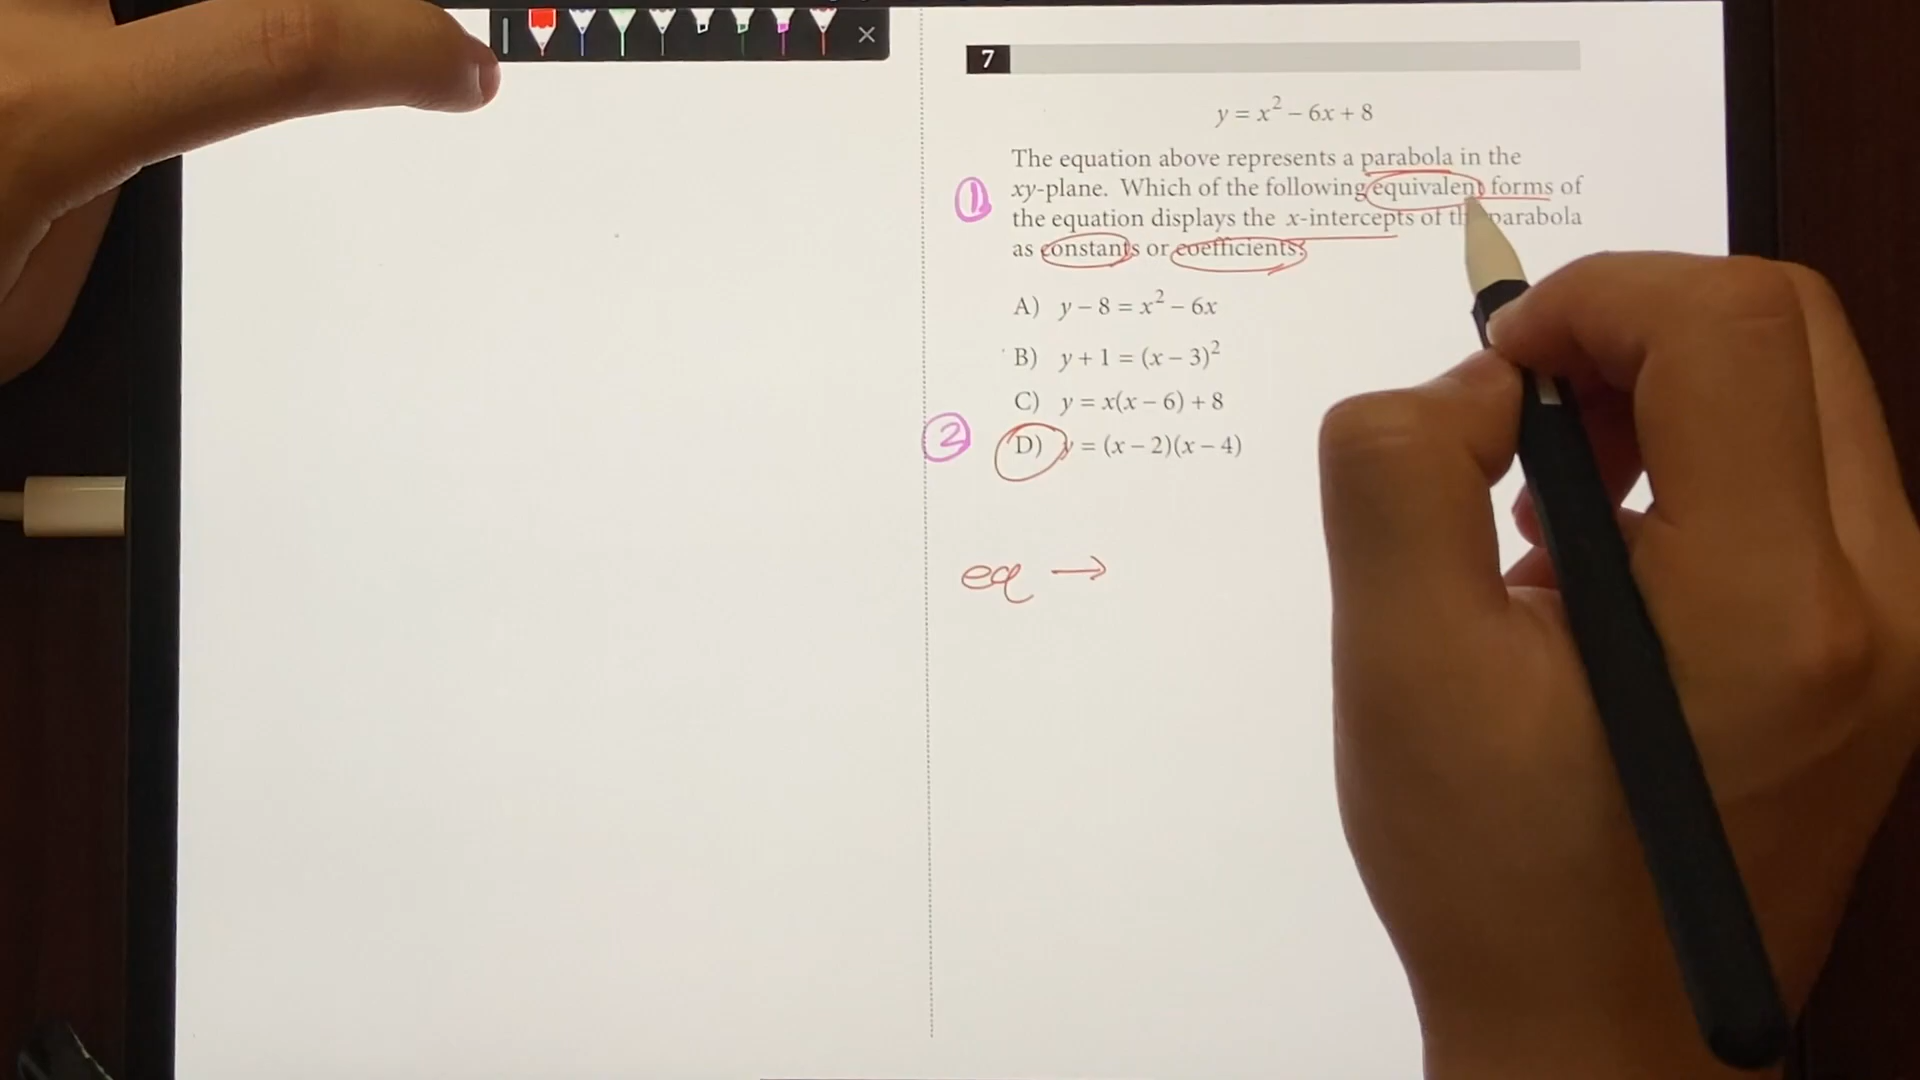 7
y = x² − 6x + 8
The equation above represents a parabola in the
xy-plane. Which of the following equivalent forms of
the equation displays the x-intercepts of the parabola
as constants or coefficients?
A) y − 8 = x² − 6x
B) y + 1 = (x − 3)²
C) y = x(x − 6) + 8
D) y = (x − 2)(x − 4)
1
2
eq →